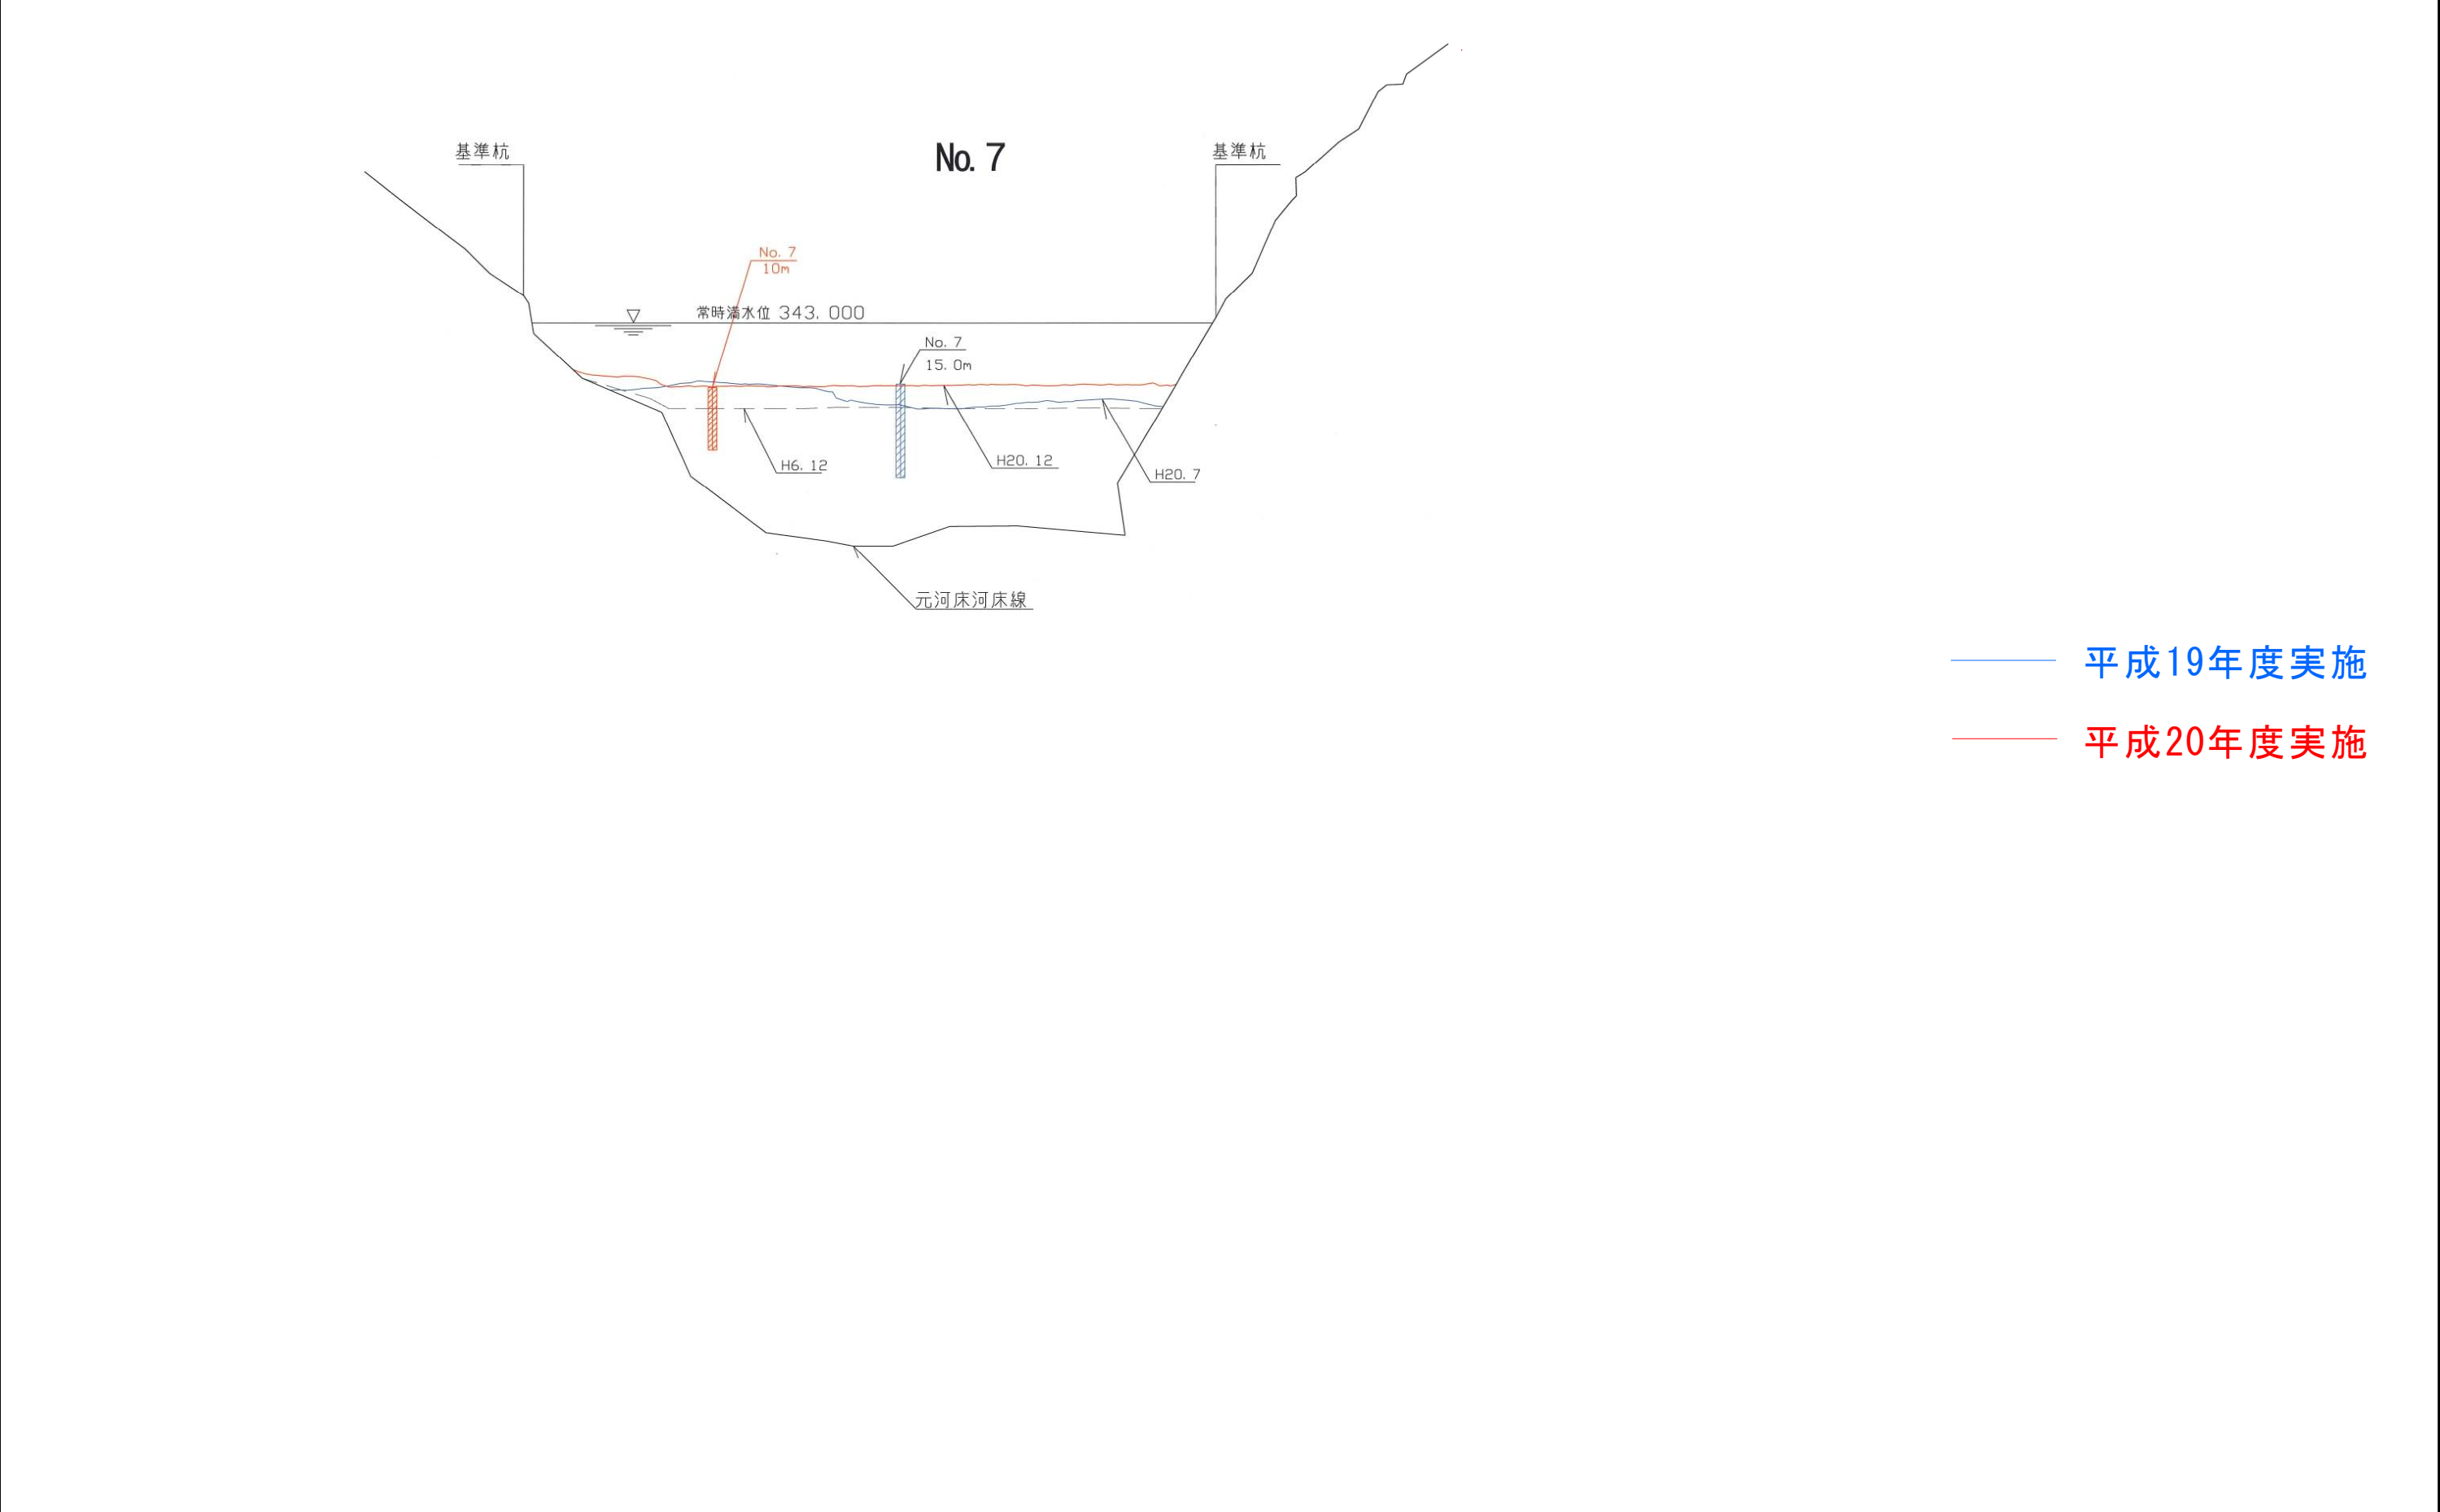 基準杭
No. 7
基準杭
No. 7
10m
常時満水位 343. 000
No. 7
15. 0m
H6. 12
H20. 12
H20. 7
元河床河床線
平成19年度実施
平成20年度実施